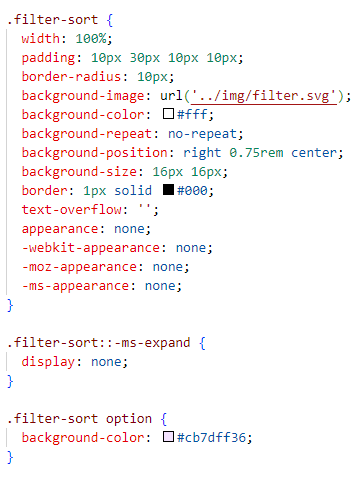 .filter-sort {
width: 100%;
padding: 10px 30px 10px 10px;
border-radius: 10px;
background-image: url('../img/filter.svg');
background-color: #fff;
background-repeat: no-repeat;
background-position: right 0.75rem center;
background-size: 16px 16px;
border: 1px solid #000;
text-overflow: '';
appearance: none;
-webkit-appearance: none;
-moz-appearance: none;
-ms-appearance: none;
}
.filter-sort::-ms-expand {
display: none;
}
.filter-sort option {
background-color: #cb7dff36;
}